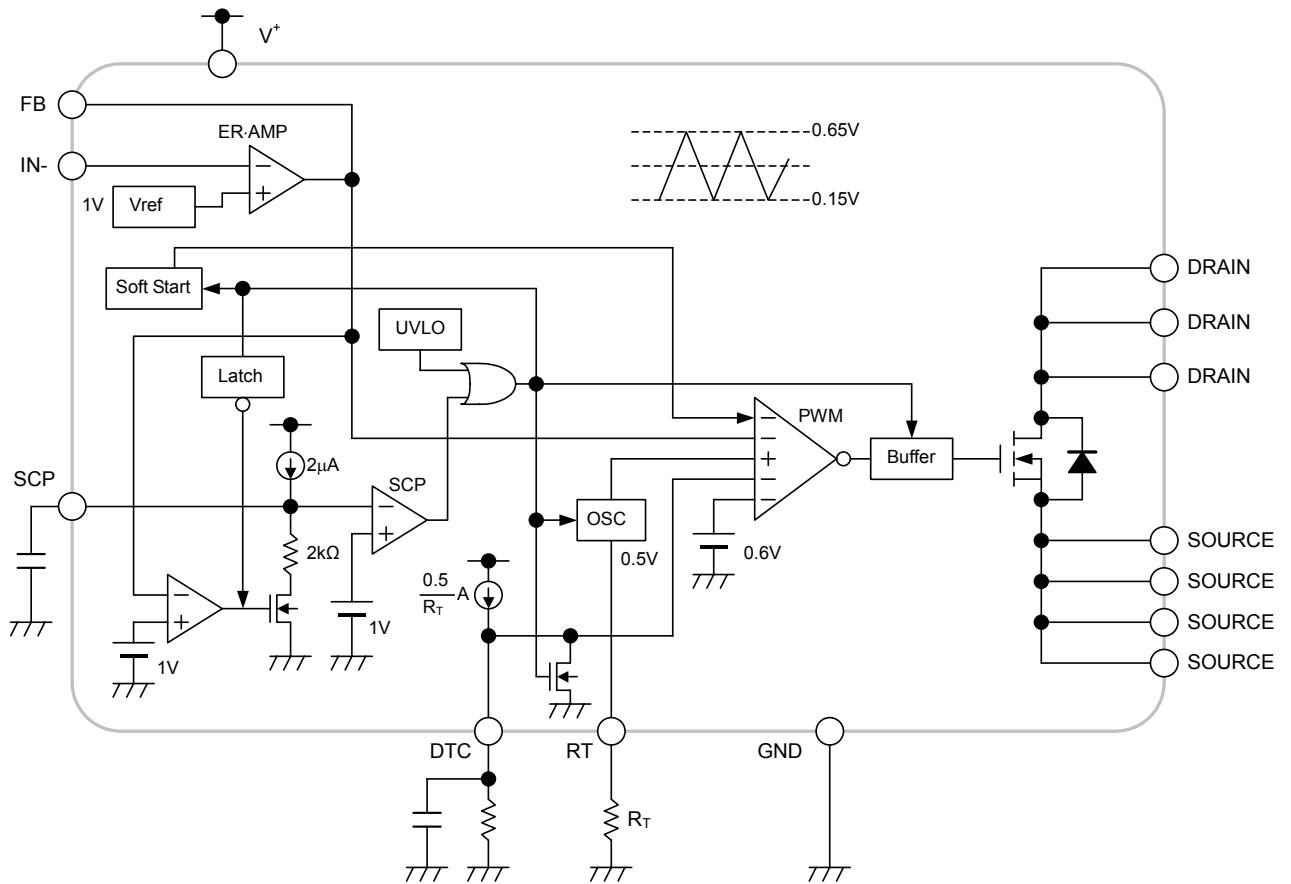 V+
FB
ER·AMP
0.65V
IN-
1V
Vref
0.15V
Soft Start
DRAIN
UVLO
DRAIN
Latch
DRAIN
PWM
Buffer
2µA
SCP
SCP
OSC
0.5V
0.6V
2kΩ
SOURCE
0.5
RT
A
SOURCE
1V
SOURCE
1V
SOURCE
DTC
RT
GND
RT
−
+
−
+
−
+
−
−
+
−
−